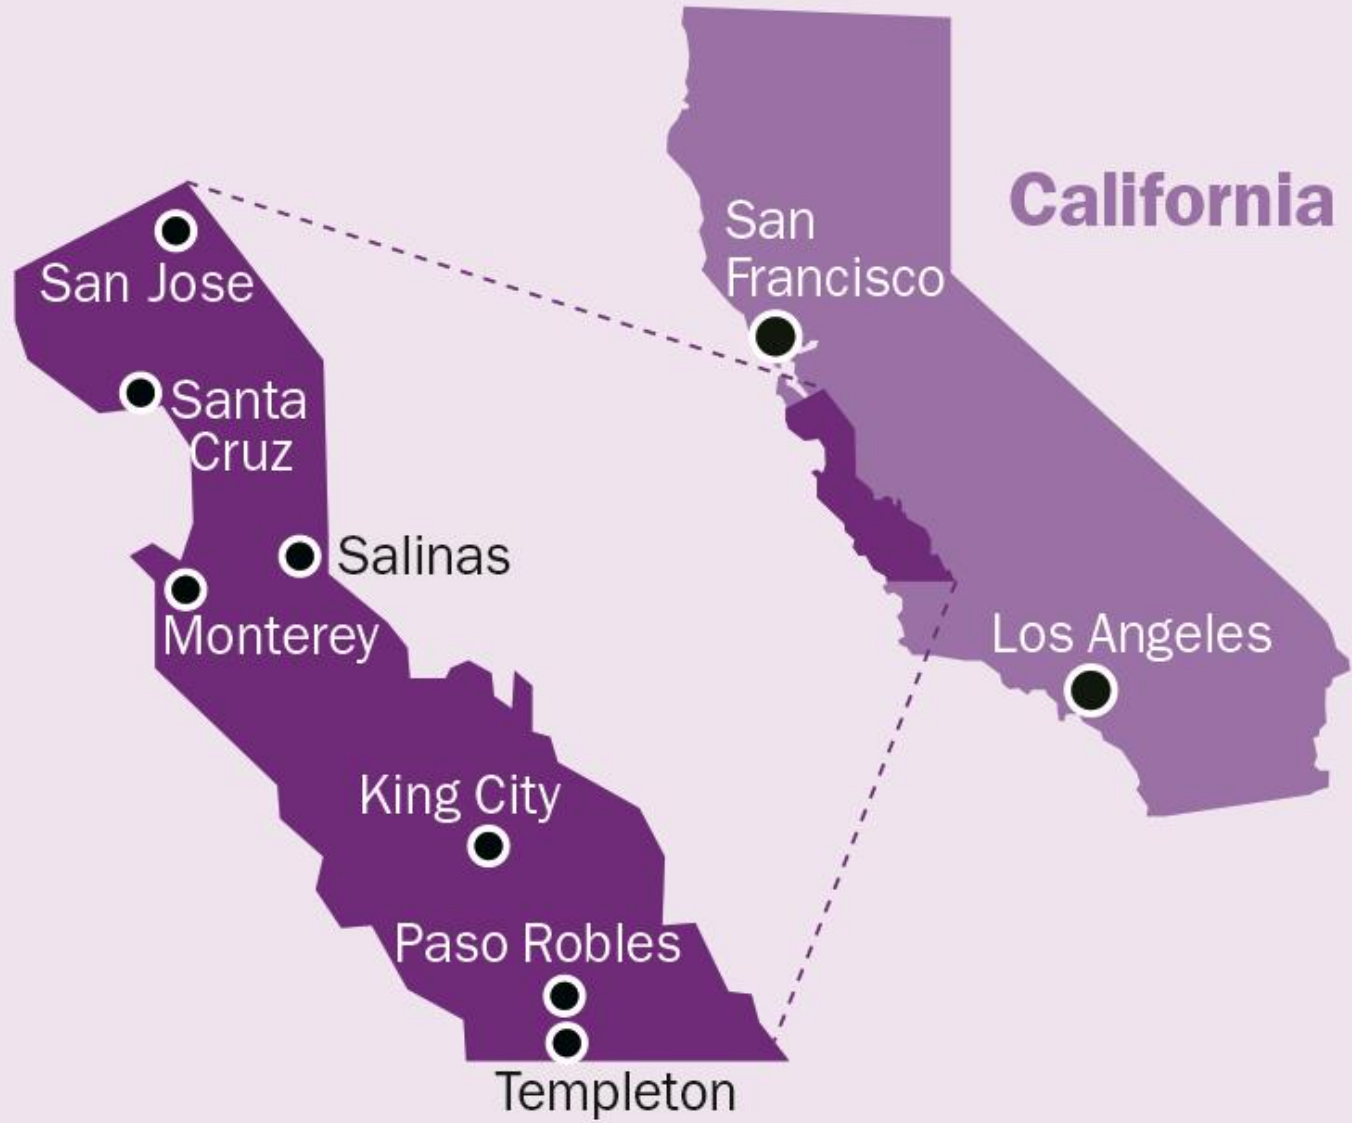 California
San
Francisco
Los Angeles
San Jose
Santa
Cruz
Salinas
Monterey
King City
Paso Robles
Templeton